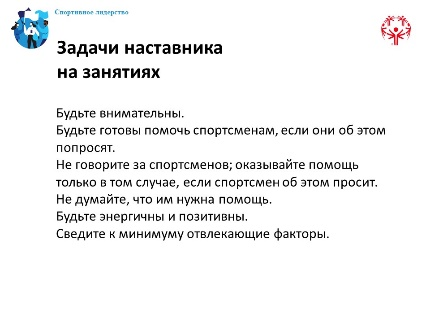 Спортивное лидерство
Задачи наставника
на занятиях
Будьте внимательны.
Будьте готовы помочь спортсменам, если они об этом
попросят.
Не говорите за спортсменов; оказывайте помощь
только в том случае, если спортсмен об этом просит.
Не думайте, что им нужна помощь.
Будьте энергичны и позитивны.
Сведите к минимуму отвлекающие факторы.